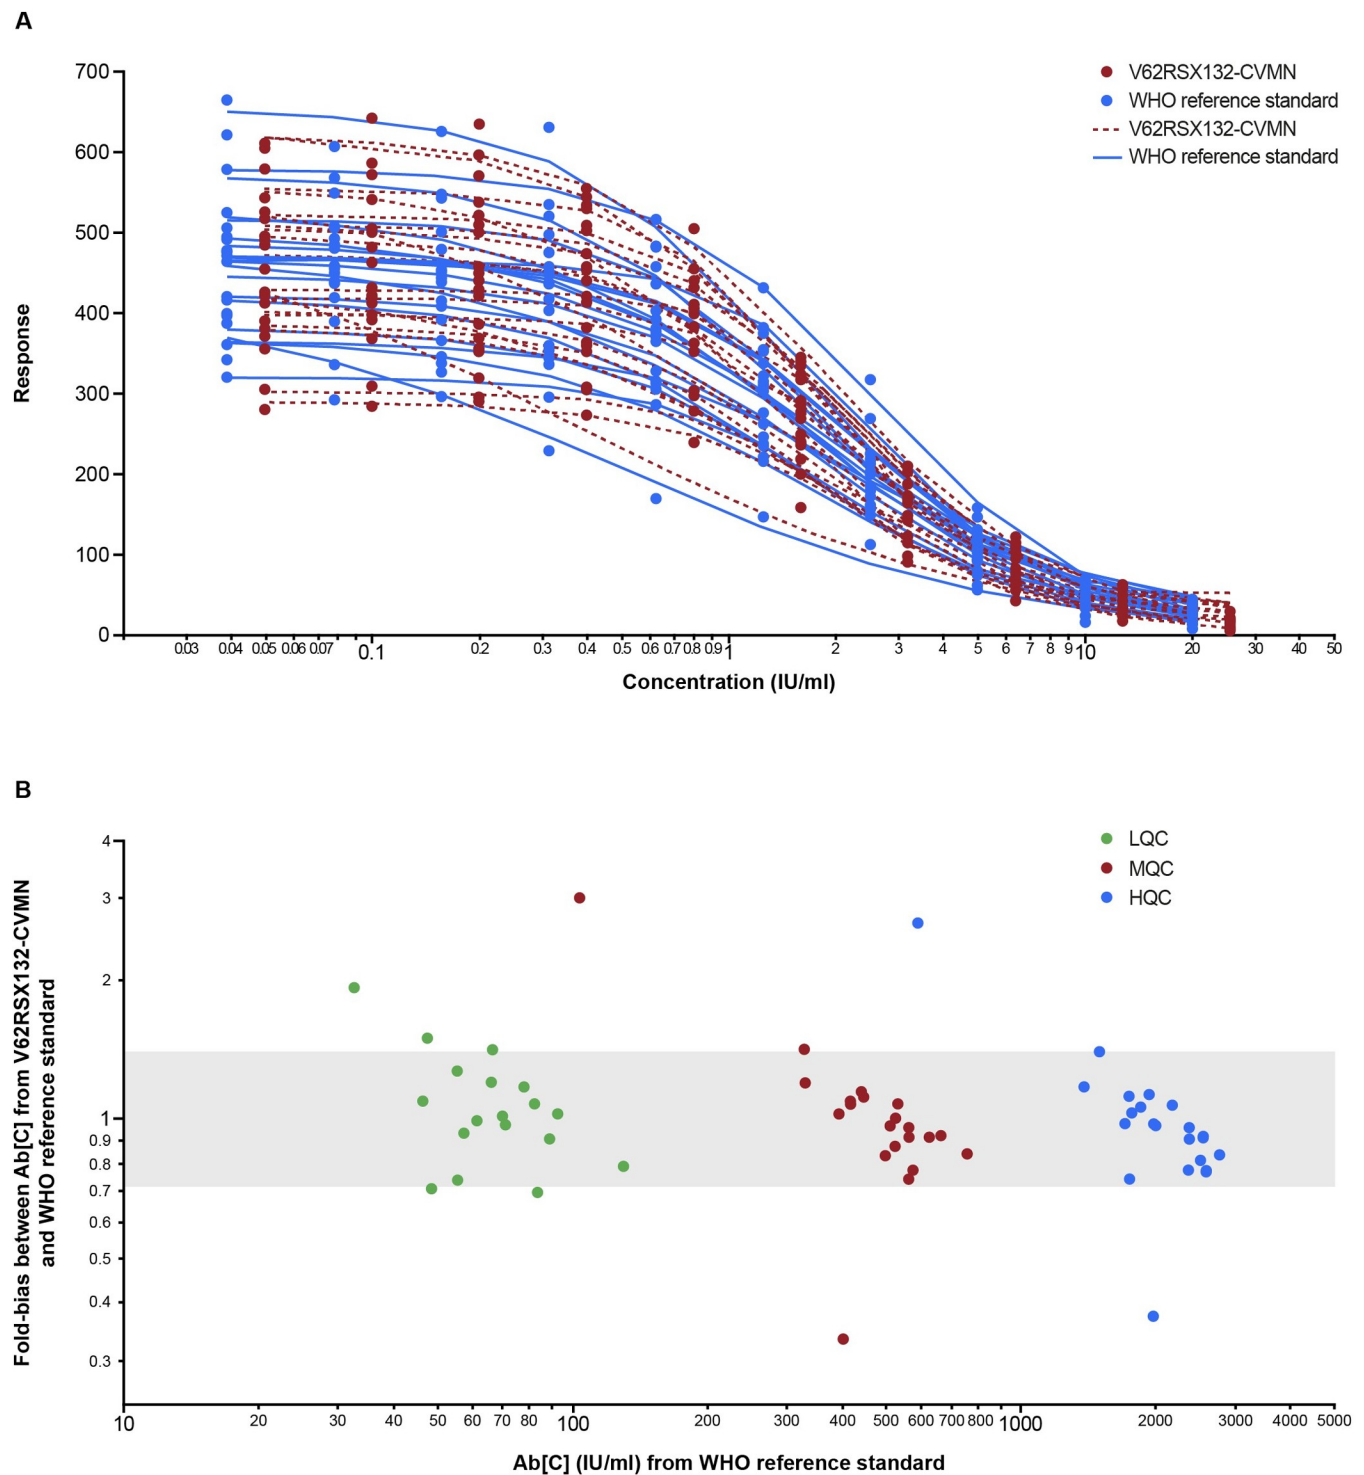 A
700
600
500
400
300
200
100
0
Response
V62RSX132-CVMN
WHO reference standard
V62RSX132-CVMN
WHO reference standard
0.03 0.04 0.05 0.06 0.07 0.1 0.2 0.3 0.4 0.5 0.6 0.7 0.8 0.9 1 2 3 4 5 6 7 8 9 10 20 30 40 50
Concentration (IU/ml)
B
4
3
2
1
0.9
0.8
0.7
0.6
0.5
0.4
0.3
Fold-bias between Ab[C] from V62RSX132-CVMN
and WHO reference standard
LQC
MQC
HQC
10 20 30 40 50 60 70 80 100 200 300 400 500 600 700 800 1000 2000 3000 4000 5000
Ab[C] (IU/ml) from WHO reference standard